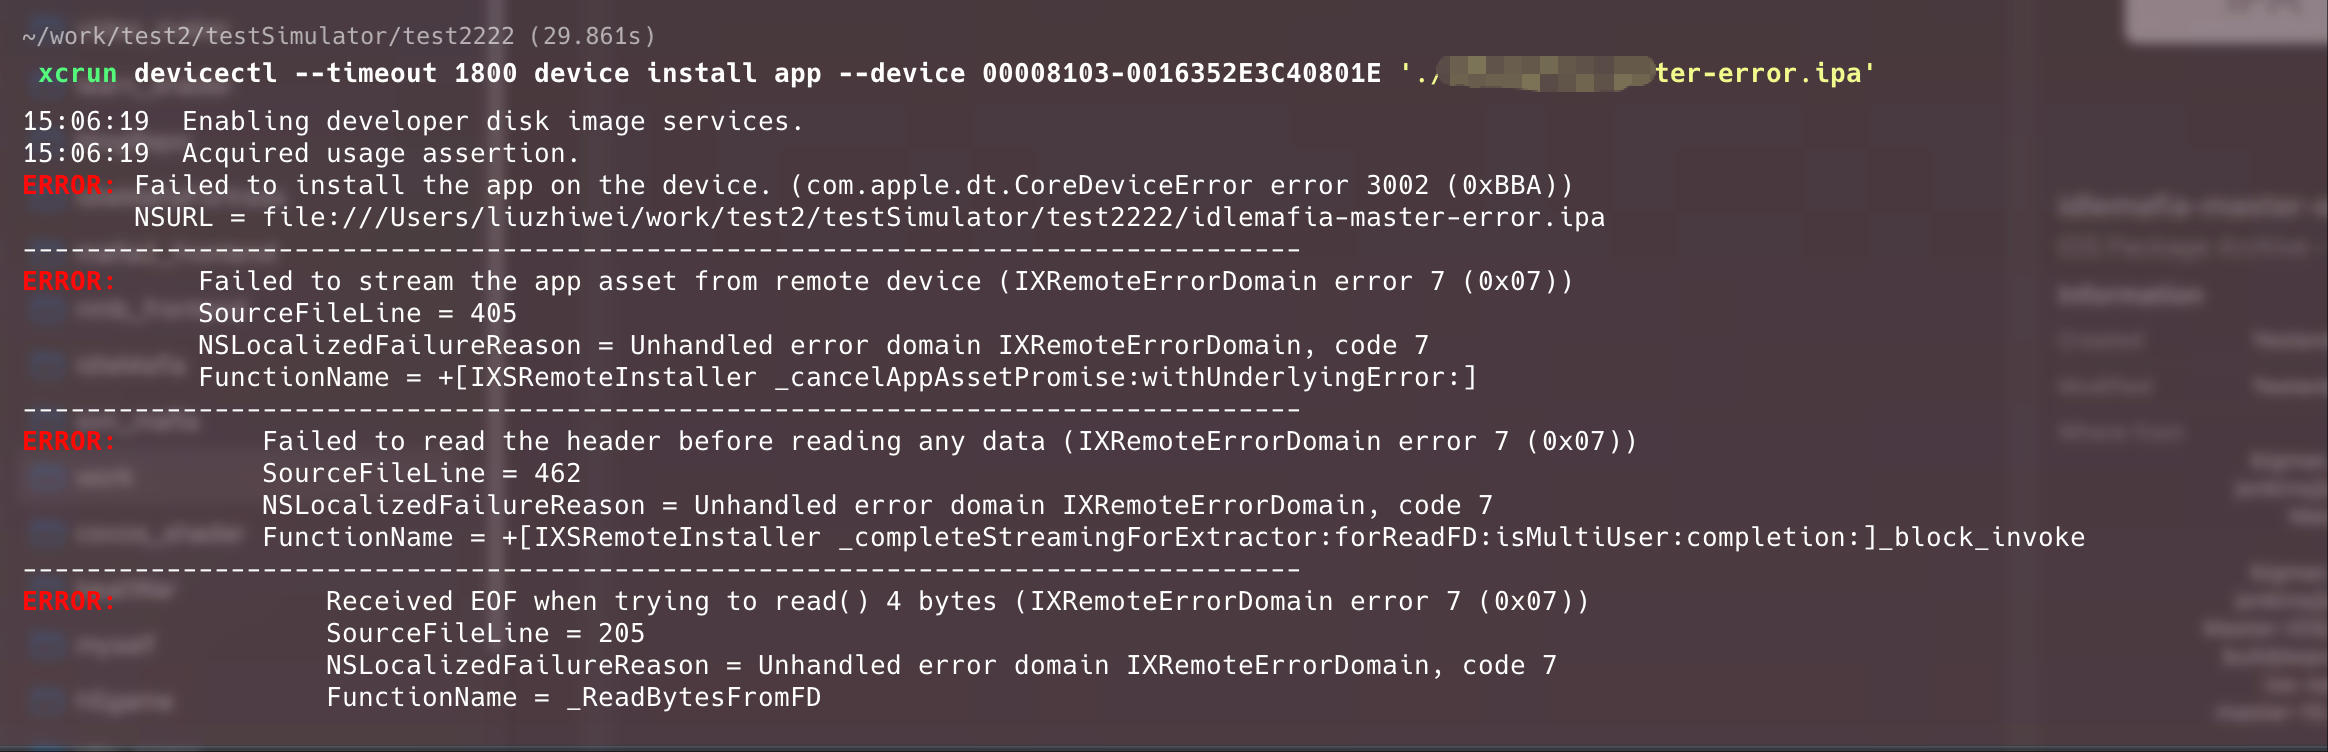 ~/work/test2/testSimulator/test2222 (29.861s)
xcrun devicectl --timeout 1800 device install app --device 00008103-0016352E3C40801E './ ter-error.ipa'
15:06:19  Enabling developer disk image services.
15:06:19  Acquired usage assertion.
ERROR: Failed to install the app on the device. (com.apple.dt.CoreDeviceError error 3002 (0xBBA))
NSURL = file:///Users/liuzhiwei/work/test2/testSimulator/test2222/idlemafia-master-error.ipa
--------------------------------------------------------------------------------
ERROR: Failed to stream the app asset from remote device (IXRemoteErrorDomain error 7 (0x07))
SourceFileLine = 405
NSLocalizedFailureReason = Unhandled error domain IXRemoteErrorDomain, code 7
FunctionName = +[IXSRemoteInstaller _cancelAppAssetPromise:withUnderlyingError:]
--------------------------------------------------------------------------------
ERROR: Failed to read the header before reading any data (IXRemoteErrorDomain error 7 (0x07))
SourceFileLine = 462
NSLocalizedFailureReason = Unhandled error domain IXRemoteErrorDomain, code 7
FunctionName = +[IXSRemoteInstaller _completeStreamingForExtractor:forReadFD:isMultiUser:completion:]_block_invoke
--------------------------------------------------------------------------------
ERROR: Received EOF when trying to read() 4 bytes (IXRemoteErrorDomain error 7 (0x07))
SourceFileLine = 205
NSLocalizedFailureReason = Unhandled error domain IXRemoteErrorDomain, code 7
FunctionName = _ReadBytesFromFD